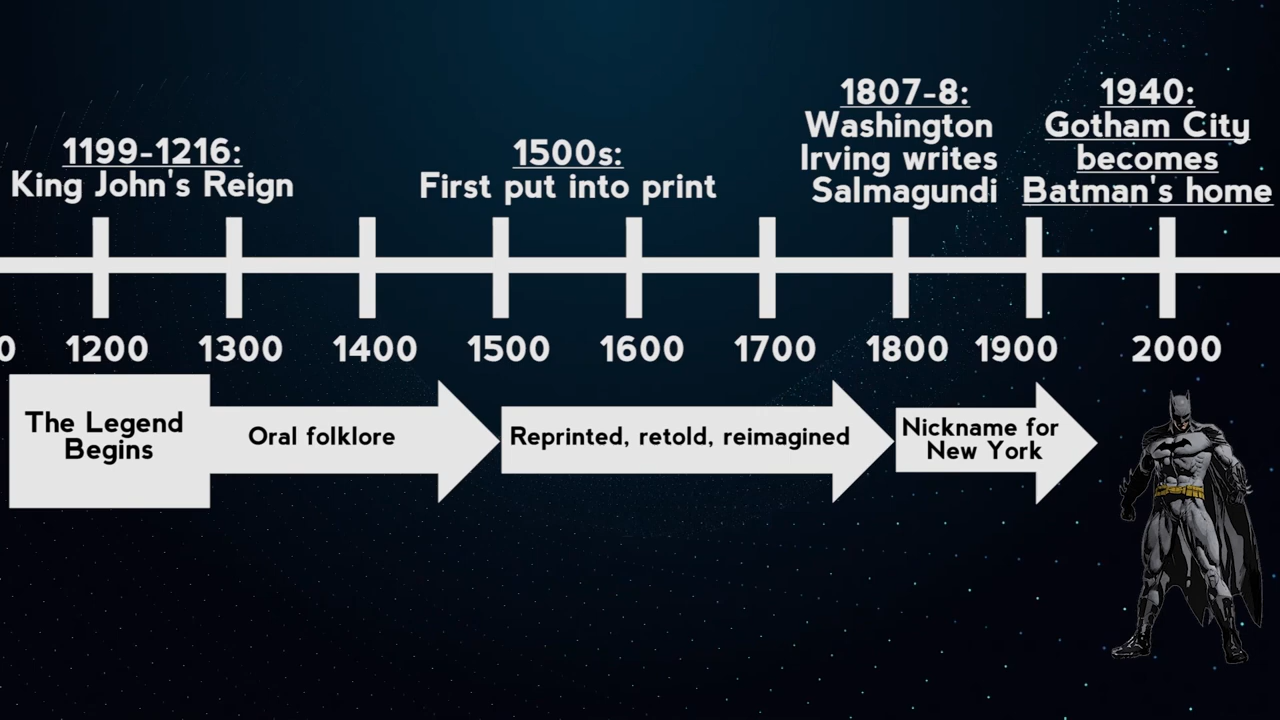 1199-1216:
King John's Reign
1500s:
First put into print
1807-8:
Washington
Irving writes
Salmagundi
1940:
Gotham City
becomes
Batman's home
0
1200
1300
1400
1500
1600
1700
1800
1900
2000
The Legend
Begins
Oral folklore
Reprinted, retold, reimagined
Nickname for
New York